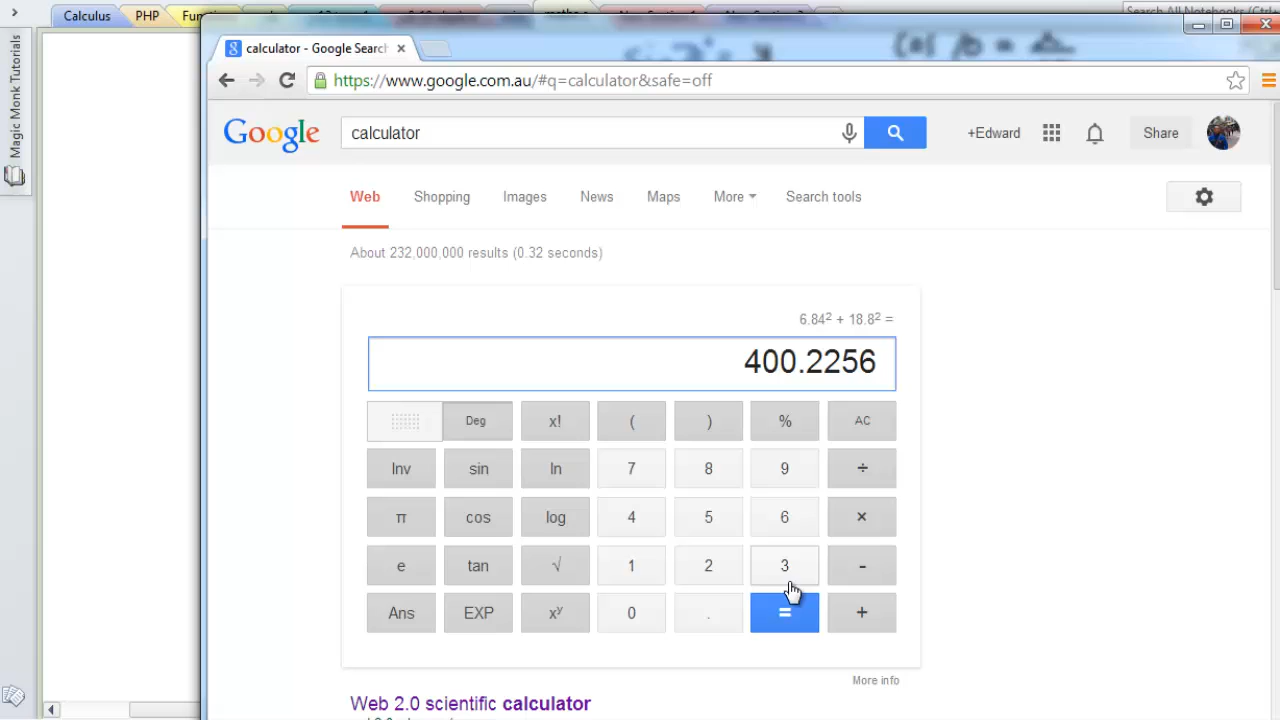 Calculus PHP
calculator - Google Search
https://www.google.com.au/#q=calculator&safe=off
Magic Monk Tutorials
Google
calculator
+Edward
Share
Web Shopping Images News Maps More Search tools
About 232,000,000 results (0.32 seconds)
6.84² + 18.8² =
400.2256
Deg x! ( ) % AC
Inv sin ln 7 8 9 ÷
π cos log 4 5 6 ×
e tan √ 1 2 3 -
Ans EXP xʸ 0 . = +
More info
Web 2.0 scientific calculator